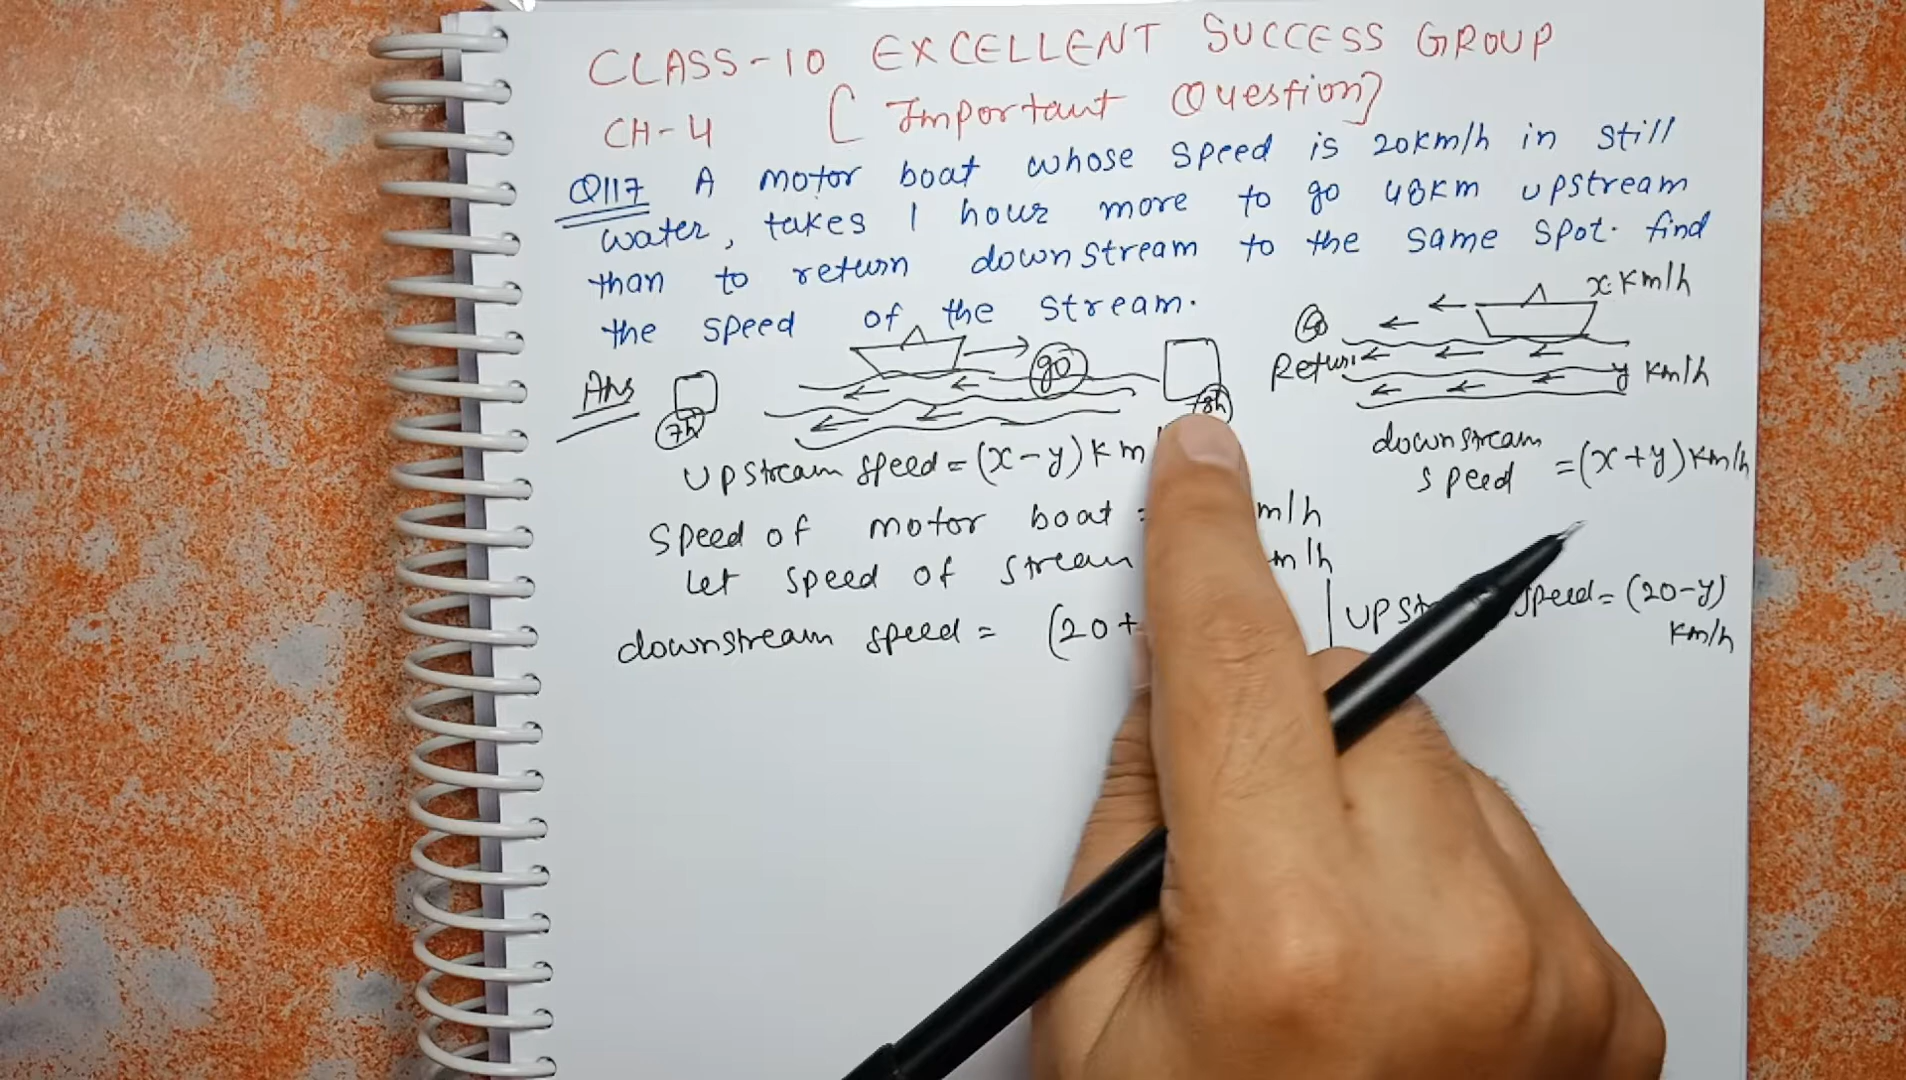 CLASS-10 EXCELLENT SUCCESS GROUP
CH-4 [Important Question]
Q117 A motor boat whose speed is 20km/h in still
water, takes 1 hour more to go 48km upstream
than to return downstream to the same spot. find
the speed of the stream.
x km/h
go
Return
y km/h
Ans
7h
8h
upstream speed = (x-y) km
downstream speed = (x+y) km/h
speed of motor boat = m/h
let speed of stream m/h
downstream speed = (20+
speed = (20-y)
km/h